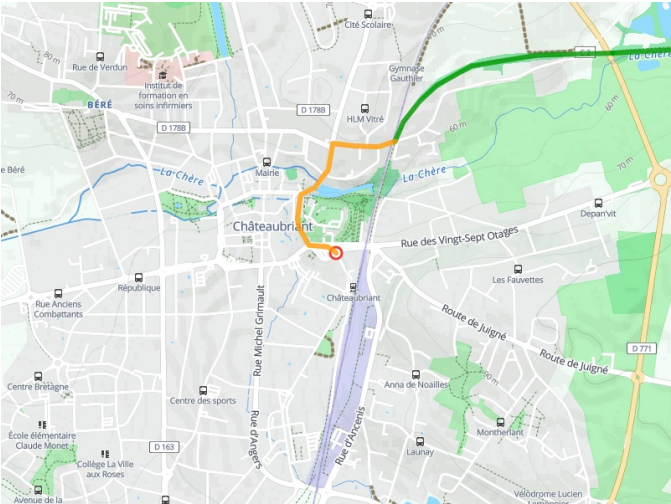 Cité Scolaire
Rue de Verdun
80 m
Institut de
formation en
soins infirmiers
Gymnase
Gauthier
La Chère
70 m
BÉRÉ
D 178B
D 178B
HLM Vitré
60 m
60 m
70 m
Mairie
La Chère
La Chère
e Béré
Châteaubriant
Rue des Vingt-Sept Otages
Depan'vit
République
Rue Anciens
Combattants
Châteaubriant
Les Fauvettes
Rue Michel Grimault
Route de Juigné
Route de Juigné
D 771
Centre Bretagne
Centre des sports
Anna de Noailles
Rue d'Angers
Rue d'Ancenis
École élémentaire
Claude Monet
Collège La Ville
aux Roses
D 163
Launay
Montherlant
Avenue de la
Vélodrome Lucien